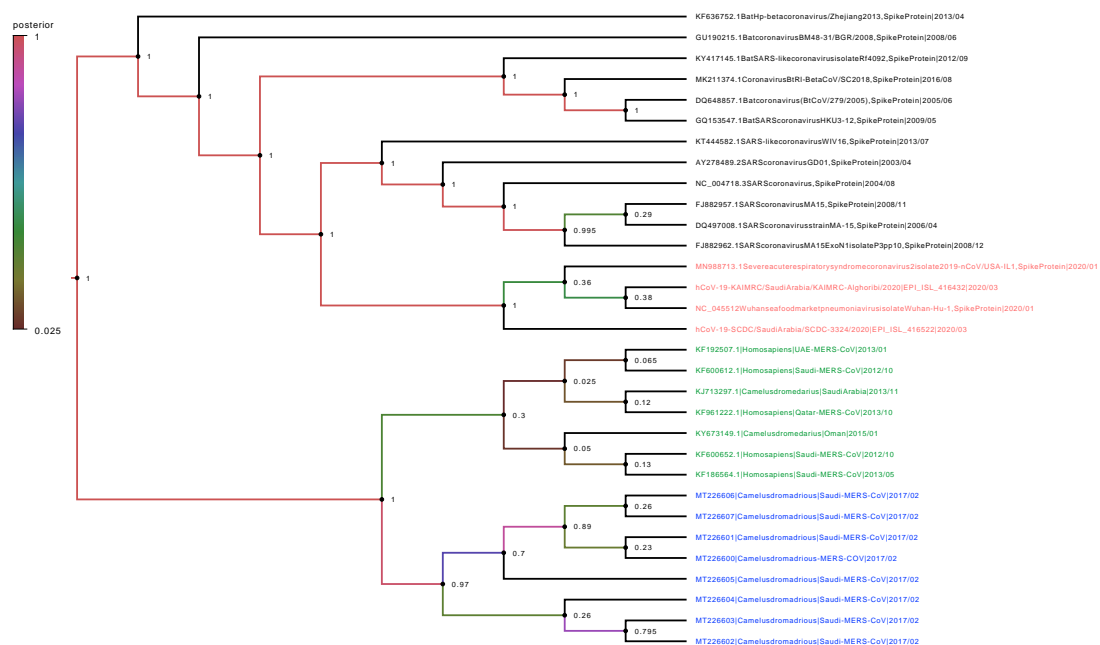 posterior
1
0.025
KF636752.1BatHp-betacoronavirus/Zhejiang2013,SpikeProtein|2013/04
1
GU190215.1BatcoronavirusBM48-31/BGR/2008,SpikeProtein|2008/06
1
KY417145.1BatSARS-likecoronavirusisolateRf4092,SpikeProtein|2012/09
1
MK211374.1CoronavirusBtRl-BetaCoV/SC2018,SpikeProtein|2016/08
1
DQ648857.1Batcoronavirus(BtCoV/279/2005),SpikeProtein|2005/06
1
GQ153547.1BatSARScoronavirusHKU3-12,SpikeProtein|2009/05
KT444582.1SARS-likecoronavirusWIV16,SpikeProtein|2013/07
1
1
AY278489.2SARScoronavirusGD01,SpikeProtein|2003/04
1
NC_004718.3SARScoronavirus,SpikeProtein|2004/08
1
FJ882957.1SARScoronavirusMA15,SpikeProtein|2008/11
0.29
DQ497008.1SARScoronavirusstrainMA-15,SpikeProtein|2006/04
0.995
1
FJ882962.1SARScoronavirusMA15ExoN1isolateP3pp10,SpikeProtein|2008/12
MN988713.1Severeacuterespiratorysyndromecoronavirus2isolate2019-nCoV/USA-IL1,SpikeProtein|2020/01
1
0.36
hCoV-19-KAIMRC/SaudiArabia/KAIMRC-Alghoribi/2020|EPI_ISL_416432|2020/03
0.38
1
NC_045512WuhanseafoodmarketpneumoniavirusisolateWuhan-Hu-1,SpikeProtein|2020/01
hCoV-19-SCDC/SaudiArabia/SCDC-3324/2020|EPI_ISL_416522|2020/03
KF192507.1|Homosapiens|UAE-MERS-CoV|2013/01
0.065
KF600612.1|Homosapiens|Saudi-MERS-CoV|2012/10
0.025
KJ713297.1|Camelusdromedarius|SaudiArabia|2013/11
0.12
KF961222.1|Homosapiens|Qatar-MERS-CoV|2013/10
0.3
KY673149.1|Camelusdromedarius|Oman|2015/01
0.05
KF600652.1|Homosapiens|Saudi-MERS-CoV|2012/10
0.13
KF186564.1|Homosapiens|Saudi-MERS-CoV|2013/05
MT226606|Camelusdromadrious|Saudi-MERS-CoV|2017/02
1
0.26
MT226607|Camelusdromadrious|Saudi-MERS-CoV|2017/02
0.89
MT226601|Camelusdromadrious|Saudi-MERS-CoV|2017/02
0.23
MT226600|Camelusdromadrious-MERS-COV|2017/02
0.7
MT226605|Camelusdromadrious|Saudi-MERS-CoV|2017/02
0.97
MT226604|Camelusdromadrious|Saudi-MERS-CoV|2017/02
0.26
MT226603|Camelusdromadrious|Saudi-MERS-CoV|2017/02
0.795
MT226602|Camelusdromadrious|Saudi-MERS-CoV|2017/02